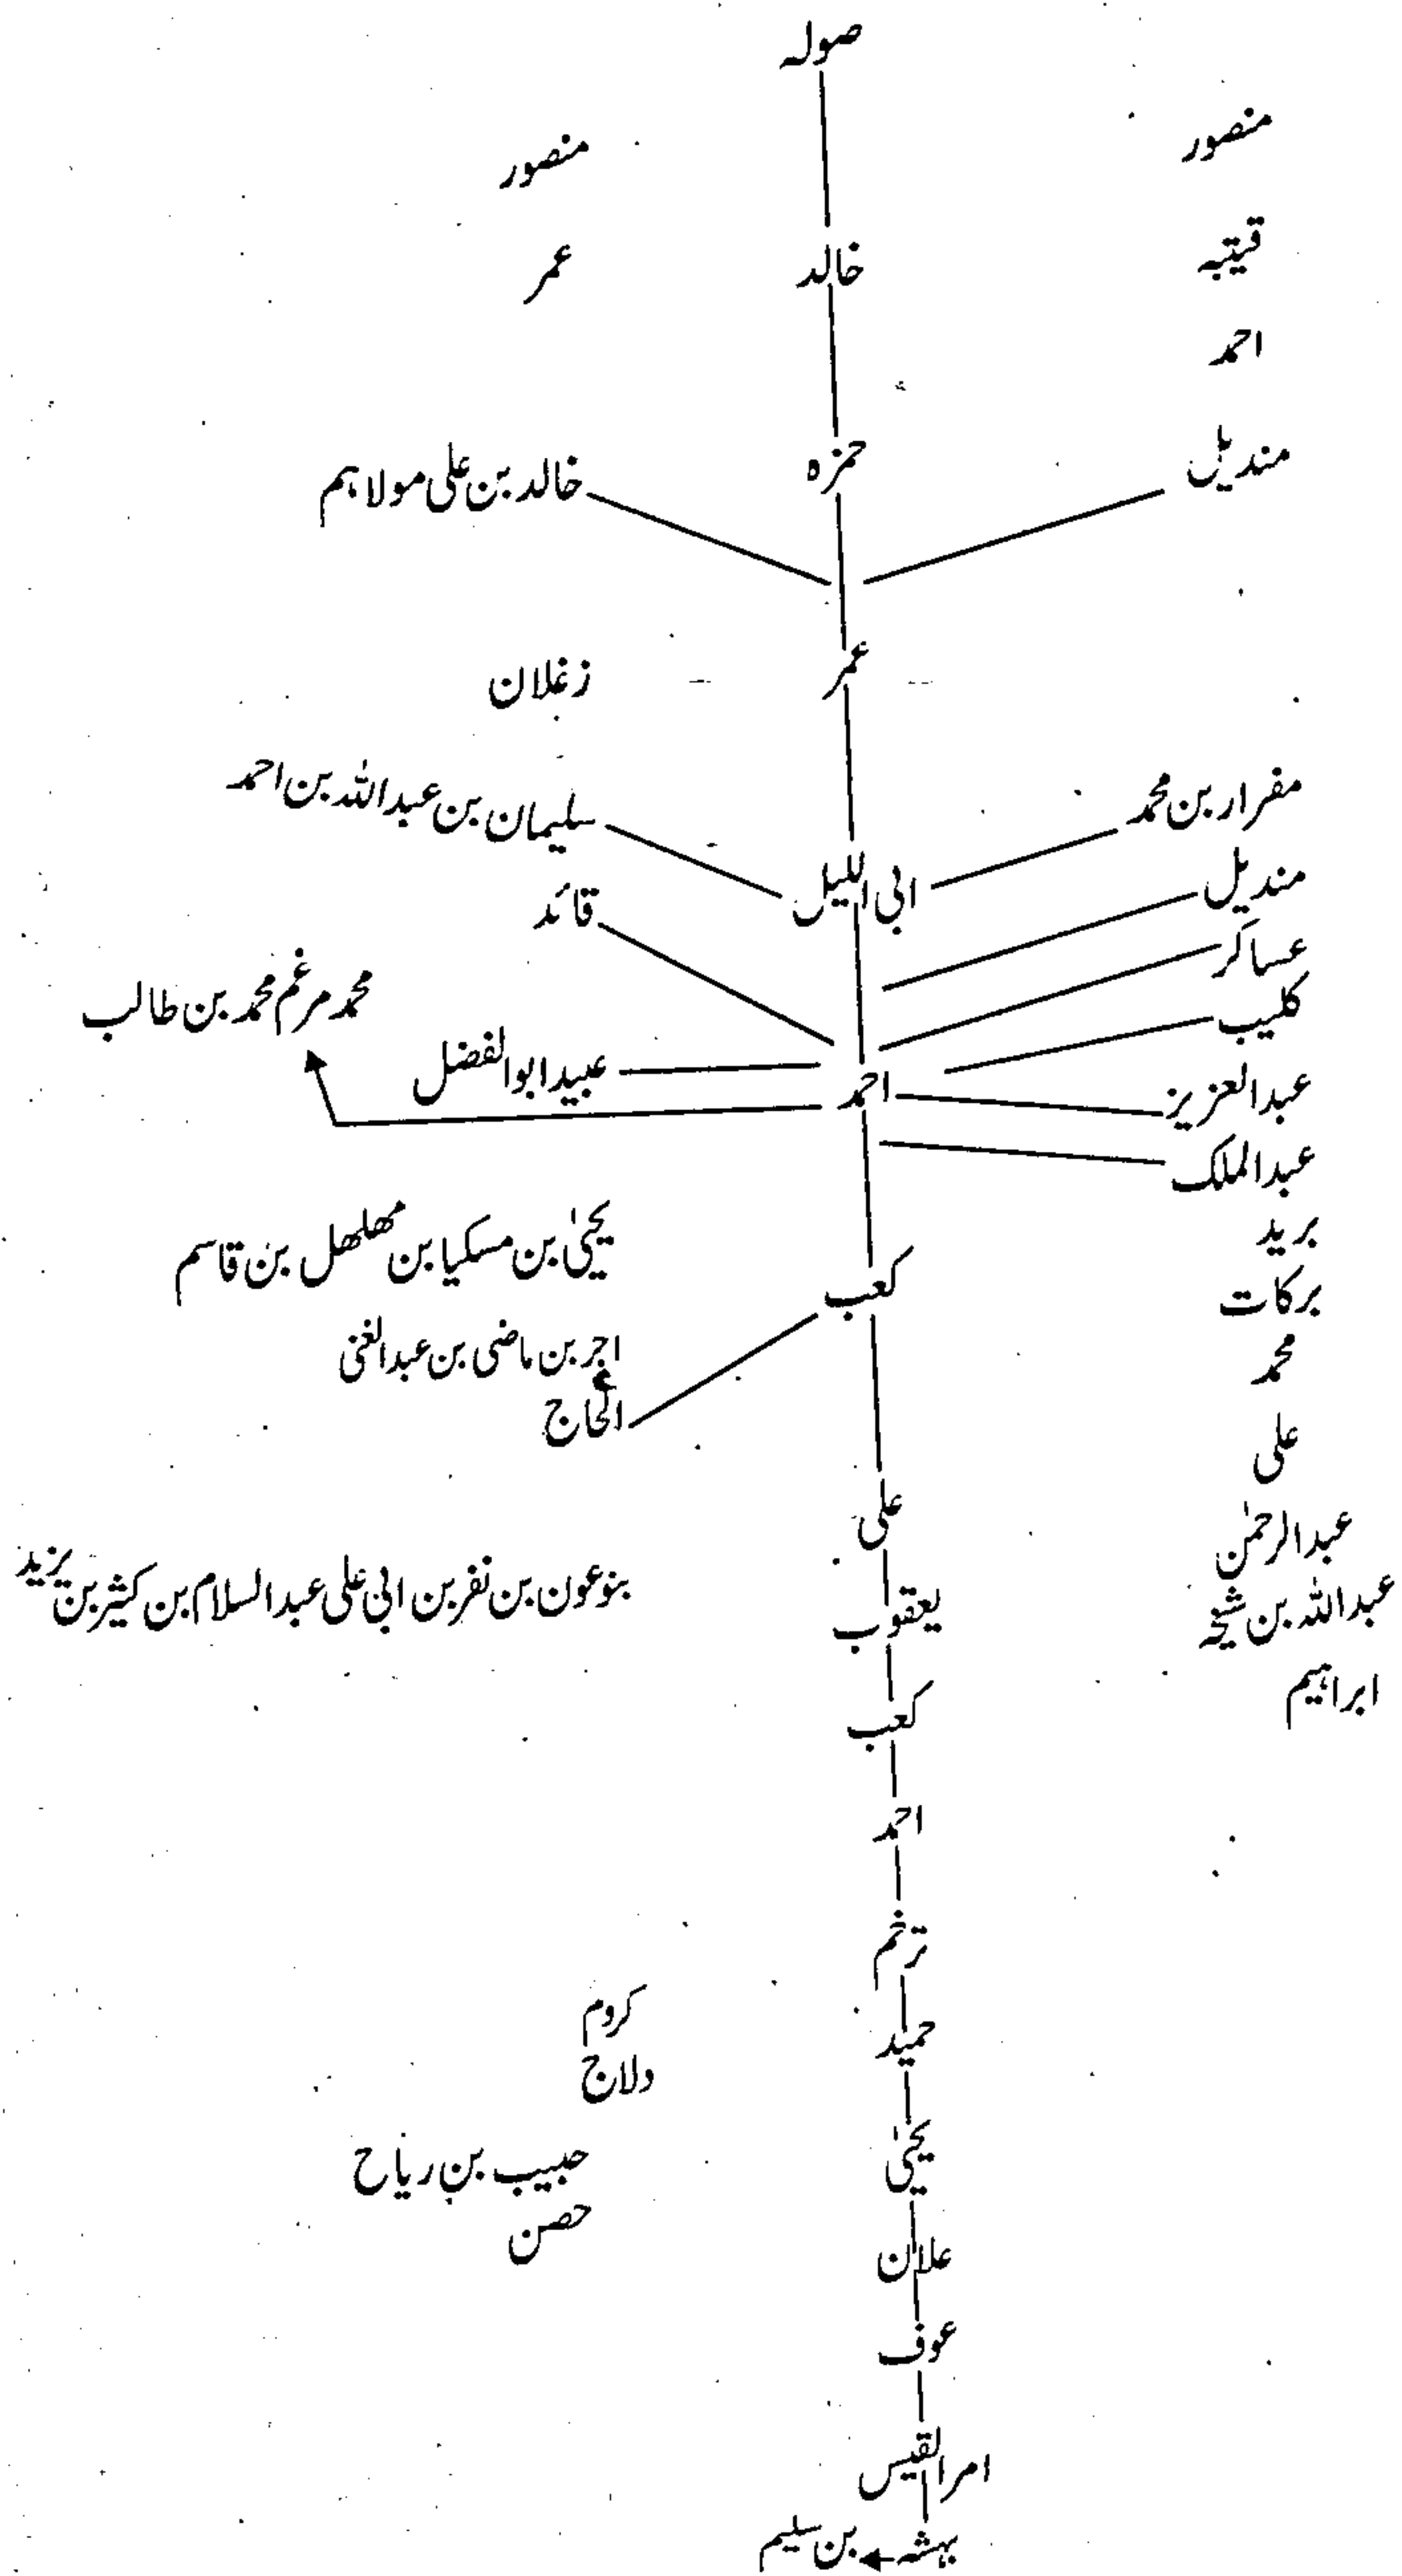 صولہ
منصور
منصور
قیتبہ
خالد
عمر
احمد
مندیل
حمزہ
خالد بن علی مولاہم
عمر
زغلان
مفرار بن محمد
سلیمان بن عبداللہ بن احمد
مندیل
ابی اللیل
قائد
عساکر
کلیب
محمد مرغم محمد بن طالب
عبید ابوالفضل
احمد
عبدالعزیز
عبدالملک
برید
یحییٰ بن مسکیا بن مھلھل بن قاسم
کعب
برکات
محمد
اجر بن ماضی بن عبدالغنی
الحاج
علی
علی
عبدالرحمٰن
عبداللہ بن شیخہ
یعقوب
بنو عون بن نفر بن ابی علی عبدالسلام بن کثیر بن یزید
ابراہیم
کعب
احمد
ترخم
کروم
حمید
دلاج
یحییٰ
حبیب بن ریاح
حصن
علان
عوف
امرالقیس
بہثہ بن سلیم